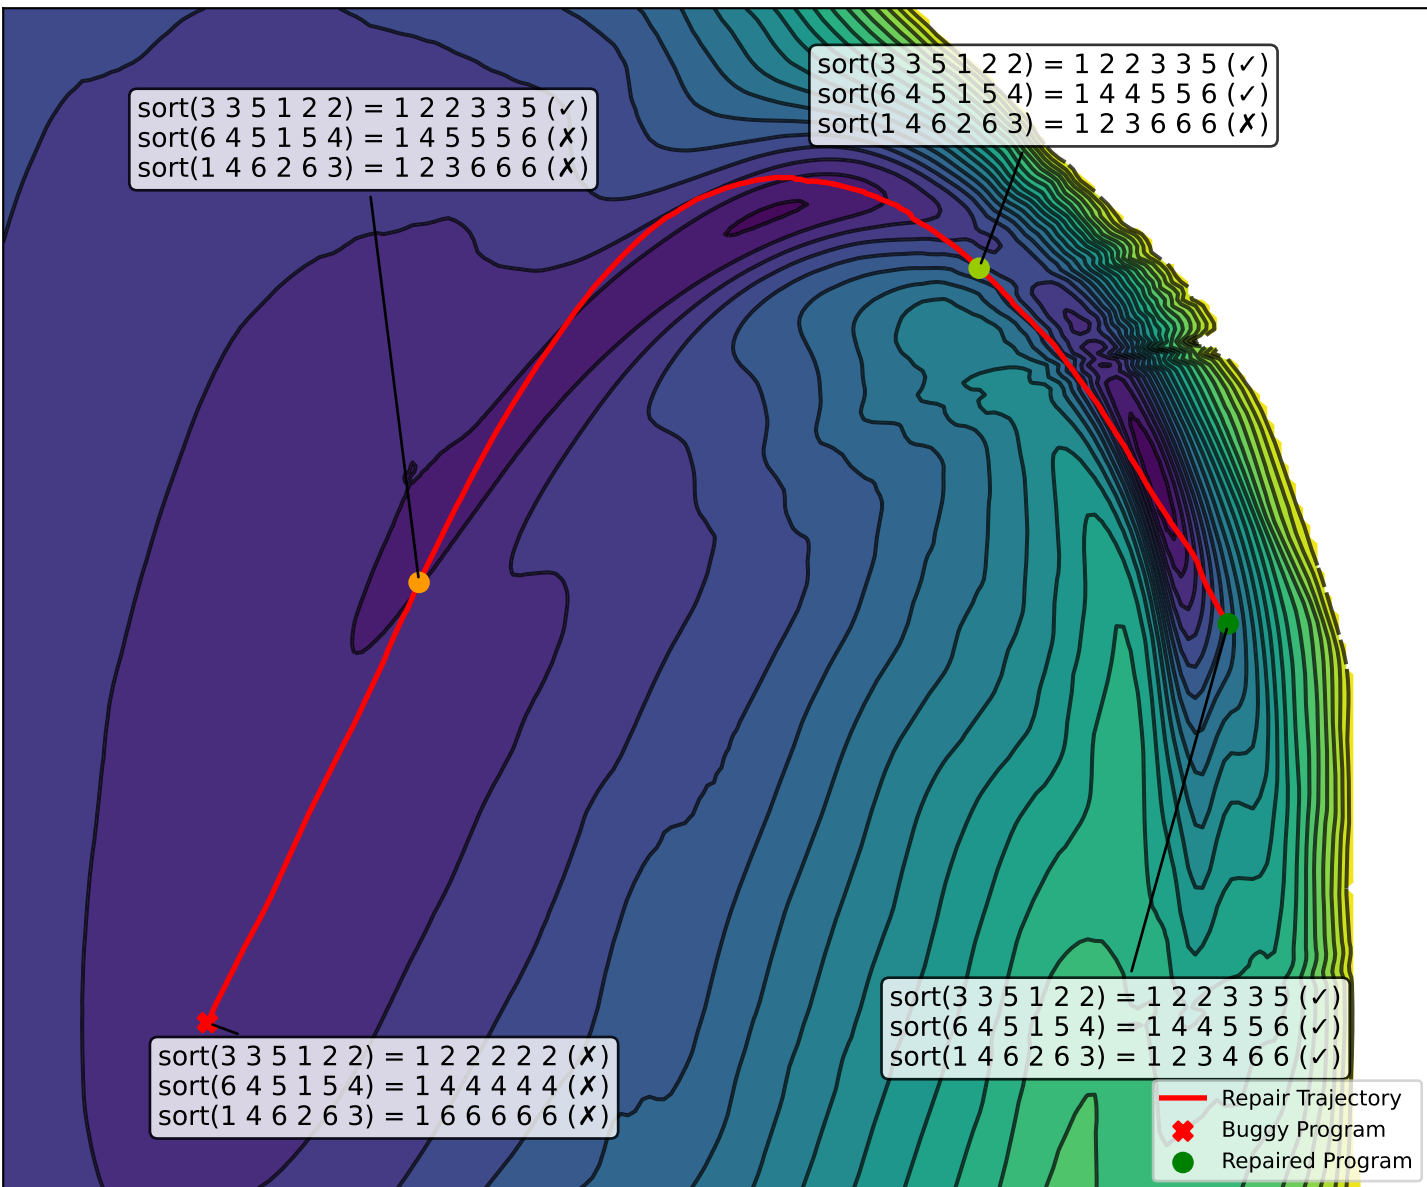 sort(3 3 5 1 2 2) = 1 2 2 3 3 5 (✓)
sort(6 4 5 1 5 4) = 1 4 4 5 5 6 (✓)
sort(1 4 6 2 6 3) = 1 2 3 6 6 6 (✗)
sort(3 3 5 1 2 2) = 1 2 2 3 3 5 (✓)
sort(6 4 5 1 5 4) = 1 4 5 5 5 6 (✗)
sort(1 4 6 2 6 3) = 1 2 3 6 6 6 (✗)
sort(3 3 5 1 2 2) = 1 2 2 3 3 5 (✓)
sort(6 4 5 1 5 4) = 1 4 4 5 5 6 (✓)
sort(1 4 6 2 6 3) = 1 2 3 4 6 6 (✓)
sort(3 3 5 1 2 2) = 1 2 2 2 2 2 (✗)
sort(6 4 5 1 5 4) = 1 4 4 4 4 4 (✗)
sort(1 4 6 2 6 3) = 1 6 6 6 6 6 (✗)
Repair Trajectory
Buggy Program
Repaired Program